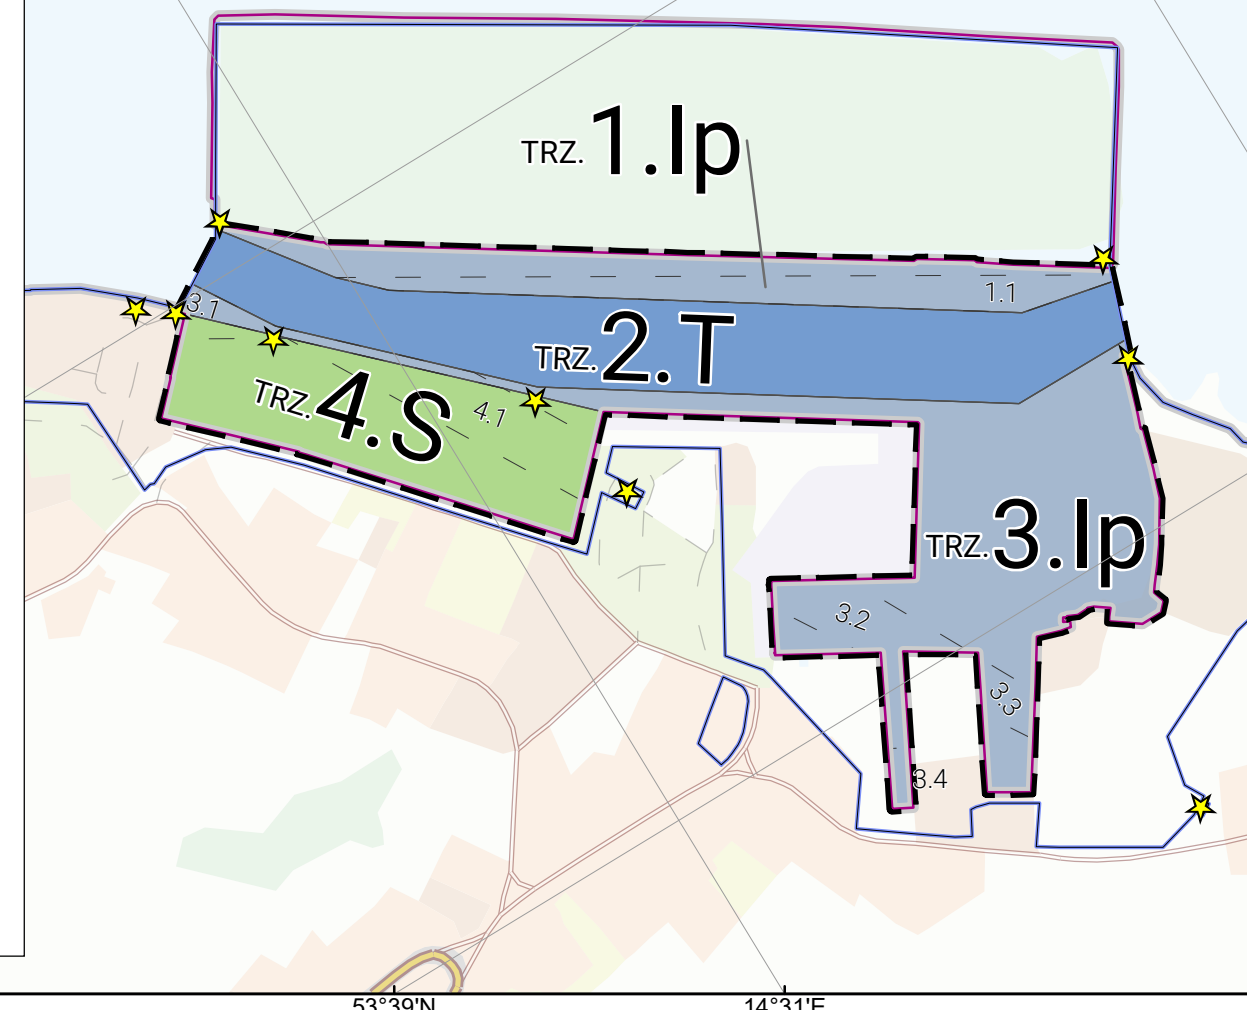 TRZ. 1.Ip
1.1
3.1
TRZ. 2.T
TRZ. 4.S
4.1
TRZ. 3.Ip
3.2
3.3
3.4
53°39'N
14°31'E